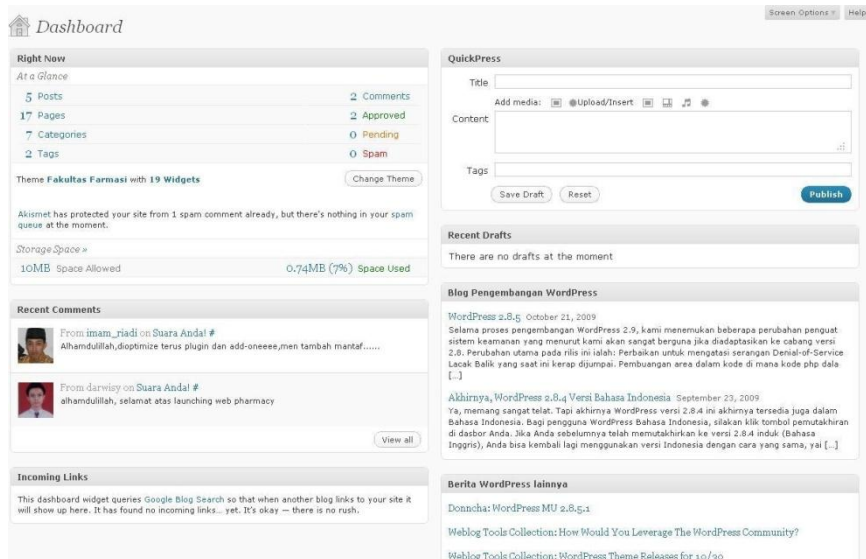 Screen Options
Help
Dashboard
Right Now
At a Glance
5 Posts
2 Comments
17 Pages
2 Approved
7 Categories
0 Pending
2 Tags
0 Spam
Theme Fakultas Farmasi with 19 Widgets
Change Theme
Akismet has protected your site from 1 spam comment already, but there's nothing in your spam
queue at the moment.
Storage Space »
10MB Space Allowed
0.74MB (7%) Space Used
Recent Comments
From imam_riadi on Suara Anda! #
Alhamdulillah,dioptimize terus plugin dan add-oneeee,men tambah mantaf......
From darwisy on Suara Anda! #
alhamdulillah, selamat atas launching web pharmacy
View all
Incoming Links
This dashboard widget queries Google Blog Search so that when another blog links to your site it
will show up here. It has found no incoming links... yet. It's okay — there is no rush.
QuickPress
Title
Add media: Upload/Insert
Content
Tags
Save Draft
Reset
Publish
Recent Drafts
There are no drafts at the moment
Blog Pengembangan WordPress
WordPress 2.8.5 October 21, 2009
Selama proses pengembangan WordPress 2.9, kami menemukan beberapa perubahan penguat
sistem keamanan yang menurut kami akan sangat berguna jika diadaptasikan ke cabang versi
2.8. Perubahan utama pada rilis ini ialah: Perbaikan untuk mengatasi serangan Denial-of-Service
Lacak Balik yang saat ini kerap dijumpai. Pembuangan area dalam kode di mana kode php dala
[...]
Akhirnya, WordPress 2.8.4 Versi Bahasa Indonesia September 23, 2009
Ya, memang sangat telat. Tapi akhirnya WordPress versi 2.8.4 ini akhirnya tersedia juga dalam
Bahasa Indonesia. Bagi pengguna WordPress Bahasa Indonesia, silakan klik tombol pemutakhiran
di dasbor Anda. Jika Anda sebelumnya telah memutakhirkan ke versi 2.8.4 induk (Bahasa
Inggris), Anda bisa kembali lagi menggunakan versi Indonesia dengan cara yang sama, yai [...]
Berita WordPress lainnya
Donncha: WordPress MU 2.8.5.1
Weblog Tools Collection: How Would You Leverage The WordPress Community?
Weblog Tools Collection: WordPress Theme Releases for 10/30